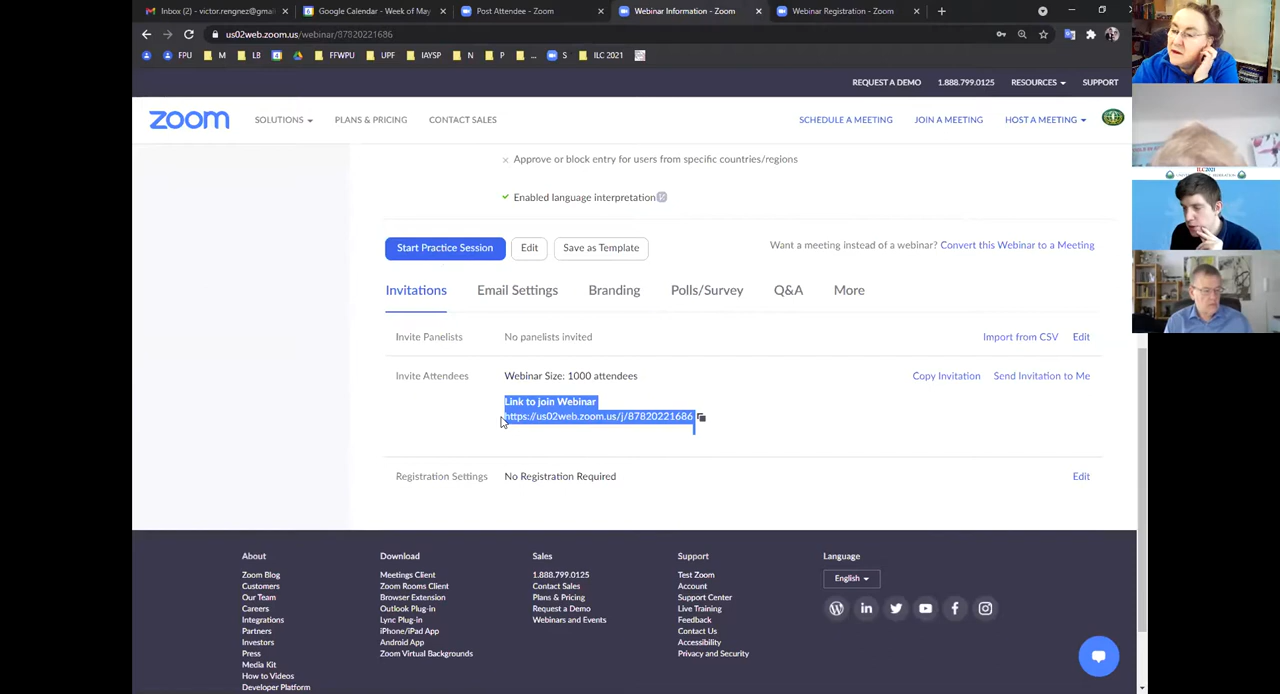 Inbox (2) - victor.rengnez@gmai
Google Calendar - Week of May
Post Attendee - Zoom
Webinar Information - Zoom
Webinar Registration - Zoom
us02web.zoom.us/webinar/87820221686
FPU
M
LB
FFWPU
UPF
IAYSP
N
P
...
S
ILC 2021
REQUEST A DEMO
1.888.799.0125
RESOURCES
SUPPORT
zoom
SOLUTIONS
PLANS & PRICING
CONTACT SALES
SCHEDULE A MEETING
JOIN A MEETING
HOST A MEETING
ILC2021
Approve or block entry for users from specific countries/regions
Enabled language interpretation
Start Practice Session
Edit
Save as Template
Want a meeting instead of a webinar? Convert this Webinar to a Meeting
Invitations
Email Settings
Branding
Polls/Survey
Q&A
More
Invite Panelists
No panelists invited
Import from CSV
Edit
Invite Attendees
Webinar Size: 1000 attendees
Copy Invitation
Send Invitation to Me
Link to join Webinar
https://us02web.zoom.us/j/87820221686
Registration Settings
No Registration Required
Edit
About
Zoom Blog
Customers
Our Team
Careers
Integrations
Partners
Investors
Press
Media Kit
How to Videos
Developer Platform
Download
Meetings Client
Zoom Rooms Client
Browser Extension
Outlook Plug-in
Lync Plug-in
iPhone/iPad App
Android App
Zoom Virtual Backgrounds
Sales
1.888.799.0125
Contact Sales
Plans & Pricing
Request a Demo
Webinars and Events
Support
Test Zoom
Account
Support Center
Live Training
Feedback
Contact Us
Accessibility
Privacy and Security
Language
English